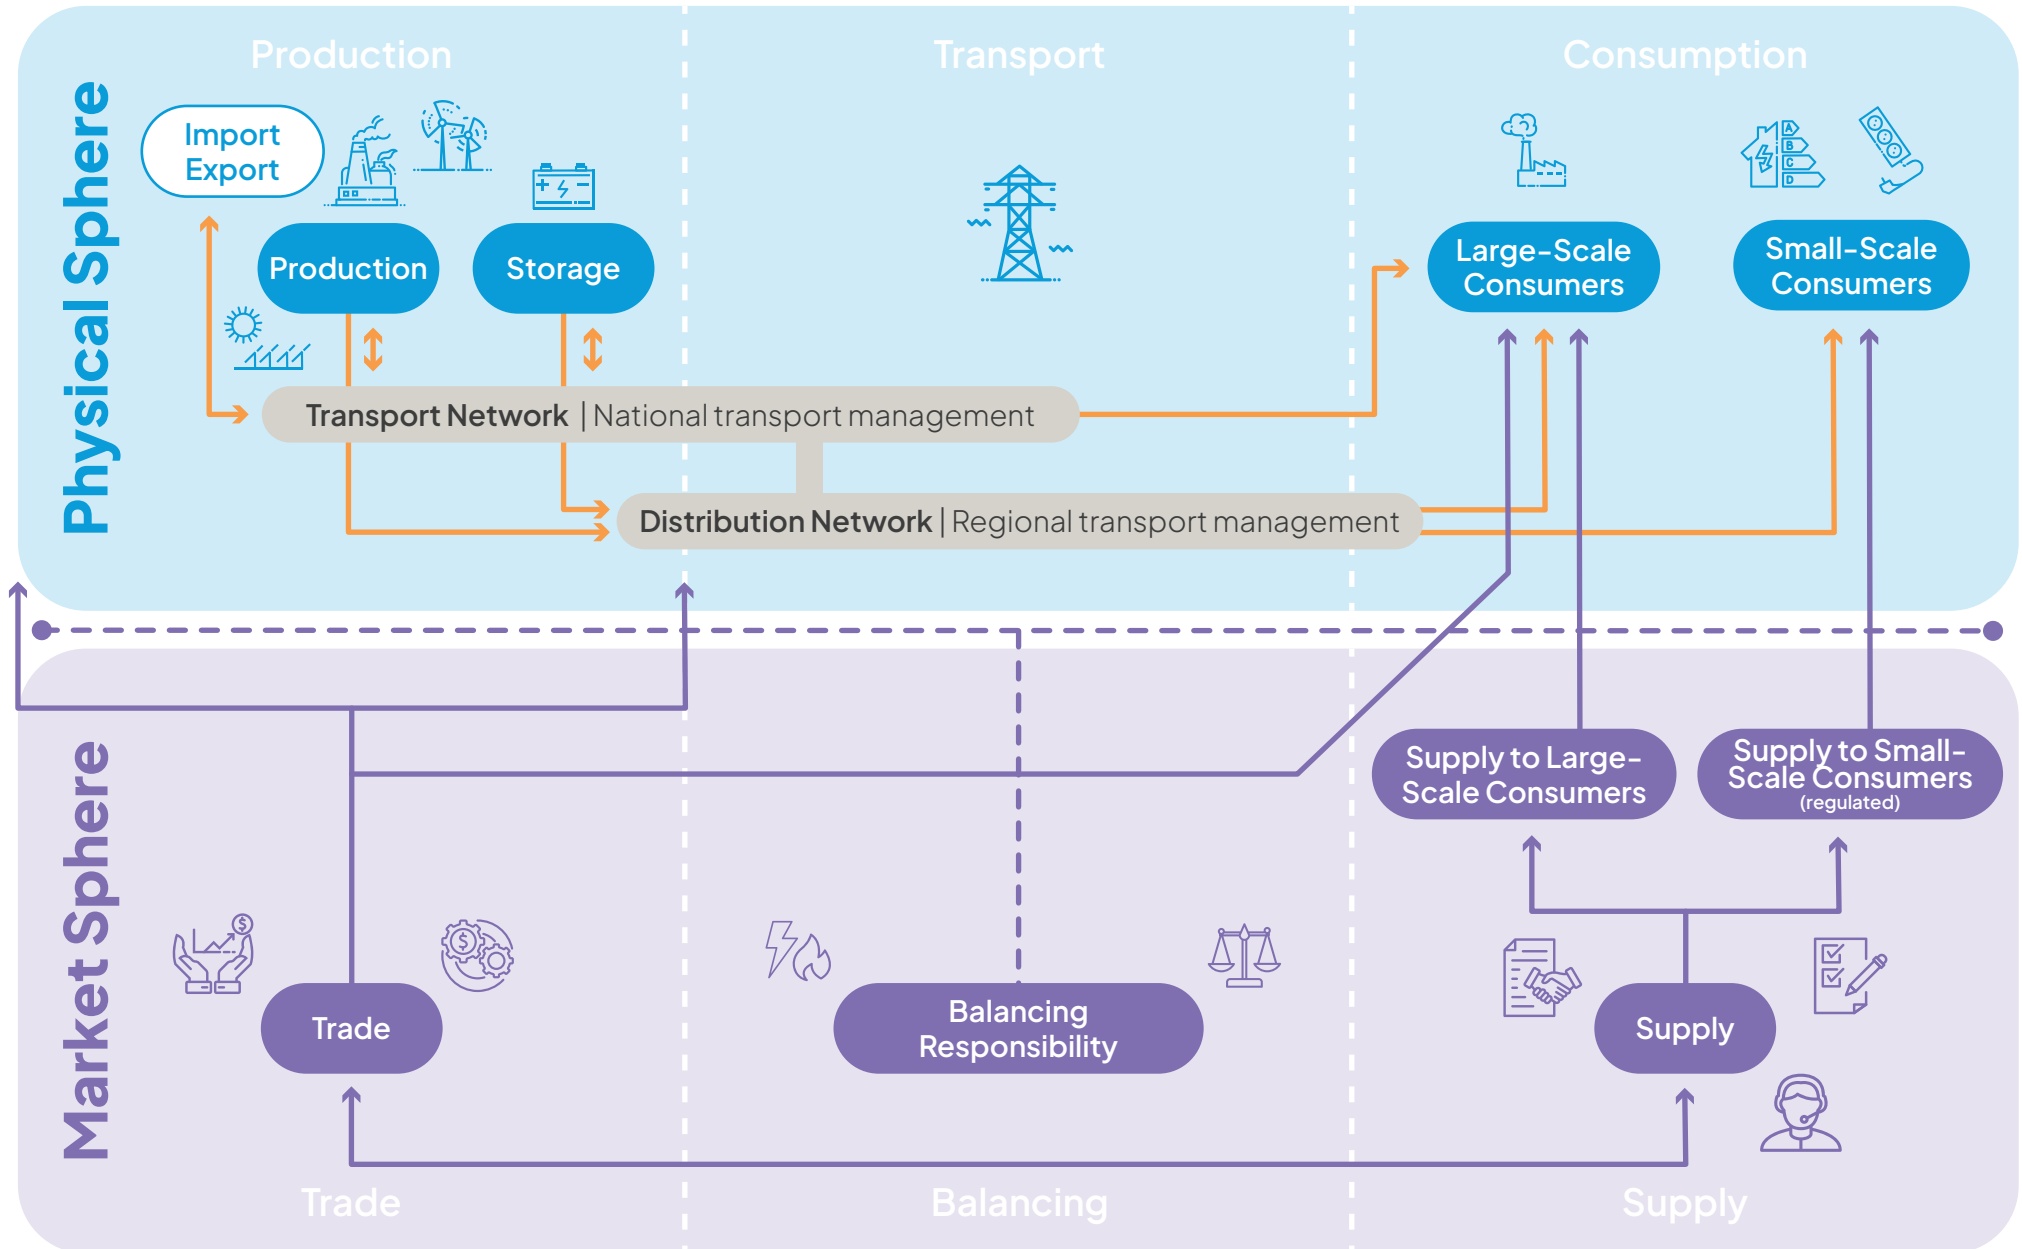 Production
Transport
Consumption
Physical Sphere
Import
Export
A
B
C
D
Production
Storage
Large-Scale
Consumers
Small-Scale
Consumers
Transport Network | National transport management
Distribution Network | Regional transport management
Market Sphere
Supply to Large-
Scale Consumers
Supply to Small-
Scale Consumers
(regulated)
$
$
Trade
Balancing
Responsibility
Supply
Trade
Balancing
Supply